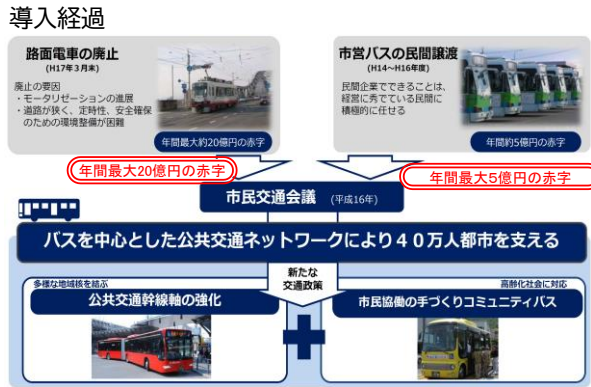 導入経過
路面電車の廃止
(H17年3月末)
廃止の要因
・モータリゼーションの進展
・道路が狭く、定時性、安全確保
のための環境整備が困難
年間最大約20億円の赤字
市営バスの民間譲渡
(H14~H16年度)
民間企業でできることは、
経営に秀でている民間に
積極的に任せる
年間約5億円の赤字
年間最大20億円の赤字
年間最大5億円の赤字
市民交通会議 (平成16年)
バスを中心とした公共交通ネットワークにより40万人都市を支える
新たな
交通政策
多様な地域核を結ぶ
公共交通幹線軸の強化
高齢化社会に対応
市民協働の手づくりコミュニティバス